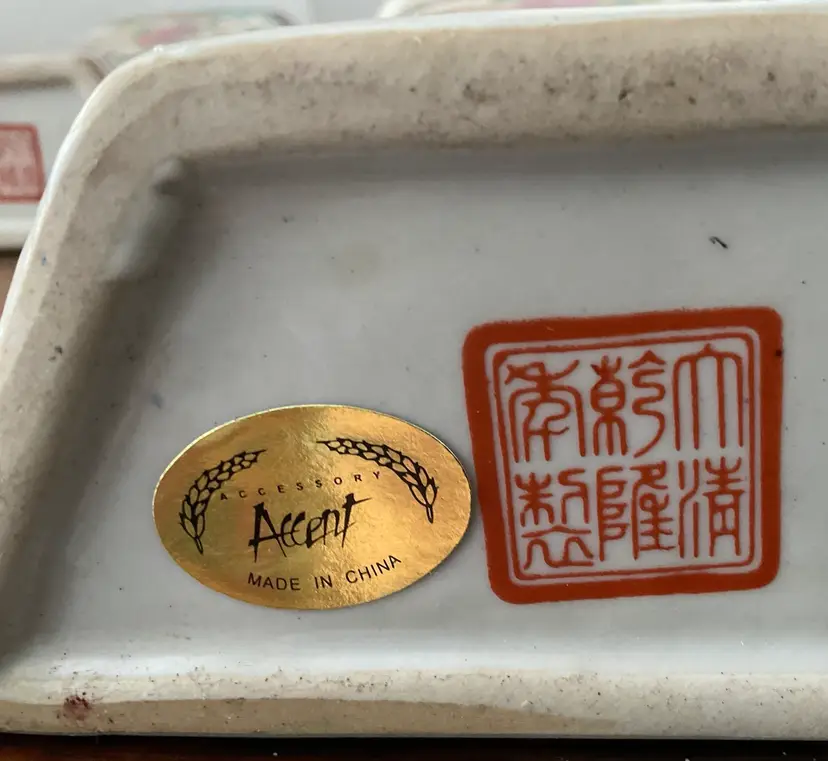 ACCESSORY
Accent
MADE IN CHINA
大清
乾隆
年製